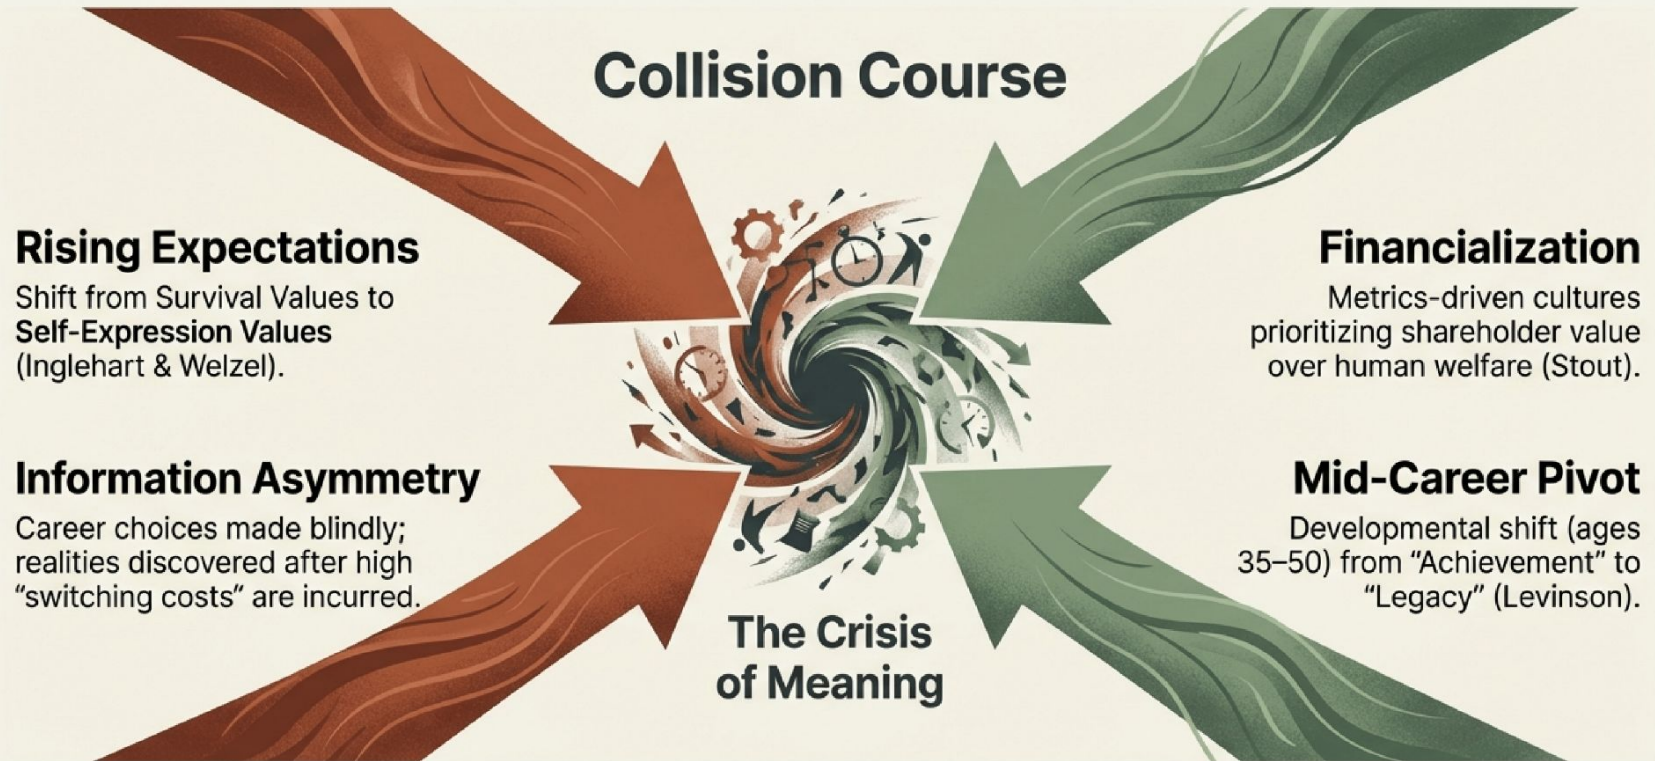 Collision Course
Rising Expectations
Shift from Survival Values to
Self-Expression Values
(Inglehart & Welzel).
Financialization
Metrics-driven cultures
prioritizing shareholder value
over human welfare (Stout).
Information Asymmetry
Career choices made blindly;
realities discovered after high
“switching costs” are incurred.
Mid-Career Pivot
Developmental shift (ages
35–50) from “Achievement” to
“Legacy” (Levinson).
The Crisis
of Meaning